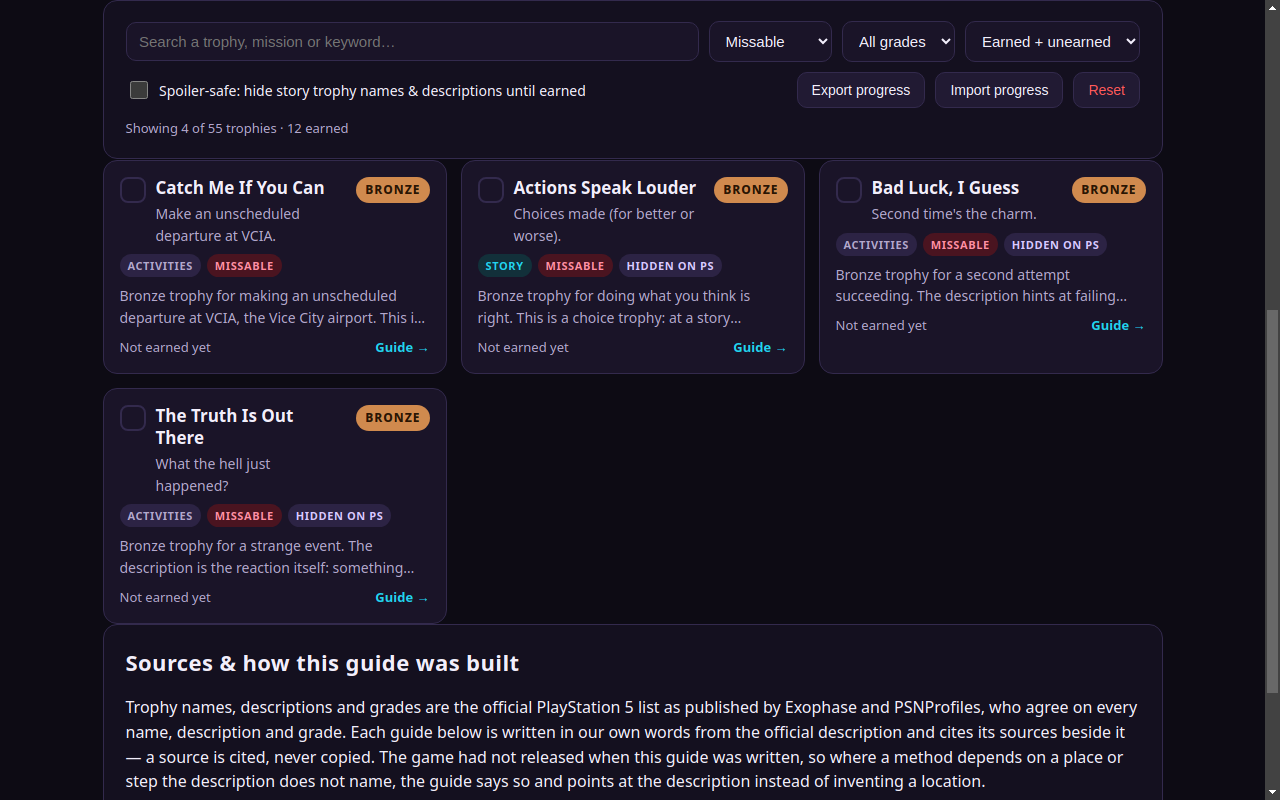 Search a trophy, mission or keyword…
Missable
All grades
Earned + unearned
Spoiler-safe: hide story trophy names & descriptions until earned
Export progress
Import progress
Reset
Showing 4 of 55 trophies · 12 earned
Catch Me If You Can
BRONZE
Make an unscheduled
departure at VCIA.
ACTIVITIES
MISSABLE
Bronze trophy for making an unscheduled
departure at VCIA, the Vice City airport. This i…
Not earned yet
Guide →
Actions Speak Louder
BRONZE
Choices made (for better or
worse).
STORY
MISSABLE
HIDDEN ON PS
Bronze trophy for doing what you think is
right. This is a choice trophy: at a story…
Not earned yet
Guide →
Bad Luck, I Guess
BRONZE
Second time's the charm.
ACTIVITIES
MISSABLE
HIDDEN ON PS
Bronze trophy for a second attempt
succeeding. The description hints at failing…
Not earned yet
Guide →
The Truth Is Out
There
BRONZE
What the hell just
happened?
ACTIVITIES
MISSABLE
HIDDEN ON PS
Bronze trophy for a strange event. The
description is the reaction itself: something…
Not earned yet
Guide →
Sources & how this guide was built
Trophy names, descriptions and grades are the official PlayStation 5 list as published by Exophase and PSNProfiles, who agree on every
name, description and grade. Each guide below is written in our own words from the official description and cites its sources beside it
— a source is cited, never copied. The game had not released when this guide was written, so where a method depends on a place or
step the description does not name, the guide says so and points at the description instead of inventing a location.